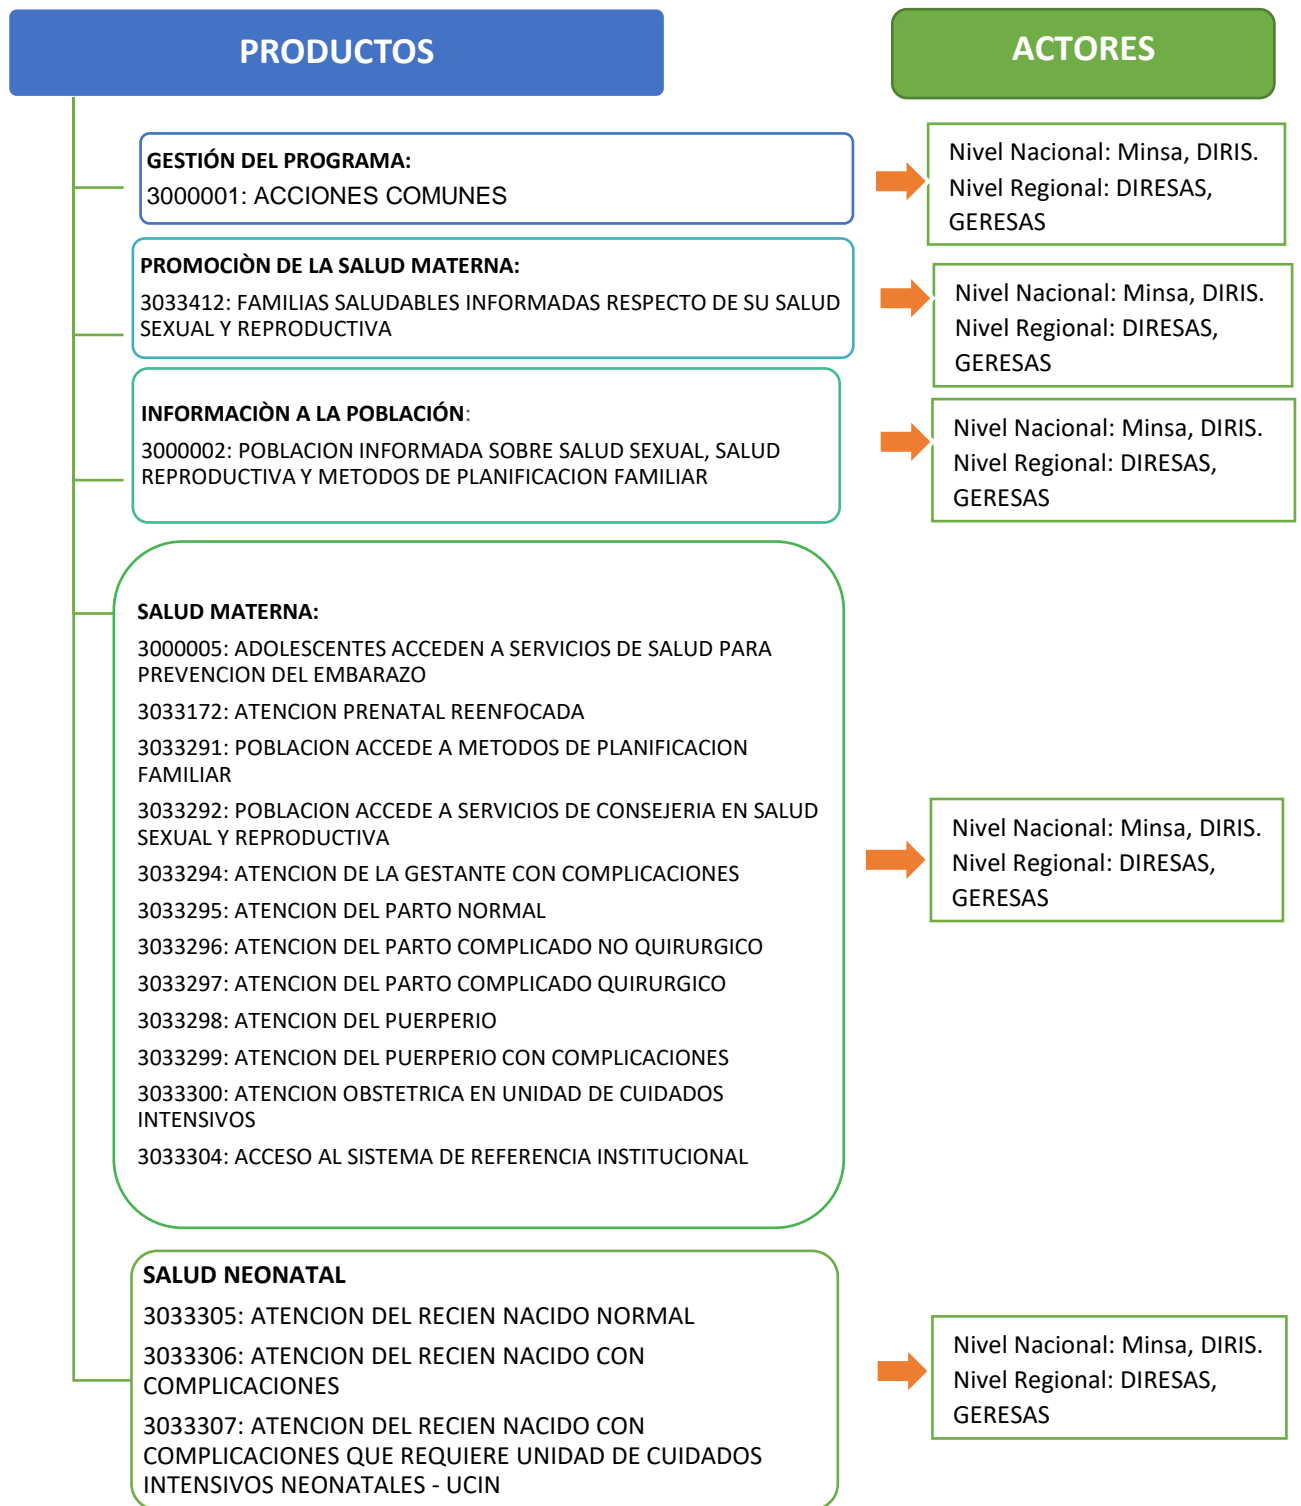 PRODUCTOS
ACTORES
GESTIÓN DEL PROGRAMA:
3000001: ACCIONES COMUNES
Nivel Nacional: Minsa, DIRIS.
Nivel Regional: DIRESAS,
GERESAS
PROMOCIÒN DE LA SALUD MATERNA:
3033412: FAMILIAS SALUDABLES INFORMADAS RESPECTO DE SU SALUD
SEXUAL Y REPRODUCTIVA
Nivel Nacional: Minsa, DIRIS.
Nivel Regional: DIRESAS,
GERESAS
INFORMACIÒN A LA POBLACIÓN:
3000002: POBLACION INFORMADA SOBRE SALUD SEXUAL, SALUD
REPRODUCTIVA Y METODOS DE PLANIFICACION FAMILIAR
Nivel Nacional: Minsa, DIRIS.
Nivel Regional: DIRESAS,
GERESAS
SALUD MATERNA:
3000005: ADOLESCENTES ACCEDEN A SERVICIOS DE SALUD PARA
PREVENCION DEL EMBARAZO
3033172: ATENCION PRENATAL REENFOCADA
3033291: POBLACION ACCEDE A METODOS DE PLANIFICACION
FAMILIAR
3033292: POBLACION ACCEDE A SERVICIOS DE CONSEJERIA EN SALUD
SEXUAL Y REPRODUCTIVA
3033294: ATENCION DE LA GESTANTE CON COMPLICACIONES
3033295: ATENCION DEL PARTO NORMAL
3033296: ATENCION DEL PARTO COMPLICADO NO QUIRURGICO
3033297: ATENCION DEL PARTO COMPLICADO QUIRURGICO
3033298: ATENCION DEL PUERPERIO
3033299: ATENCION DEL PUERPERIO CON COMPLICACIONES
3033300: ATENCION OBSTETRICA EN UNIDAD DE CUIDADOS
INTENSIVOS
3033304: ACCESO AL SISTEMA DE REFERENCIA INSTITUCIONAL
Nivel Nacional: Minsa, DIRIS.
Nivel Regional: DIRESAS,
GERESAS
SALUD NEONATAL
3033305: ATENCION DEL RECIEN NACIDO NORMAL
3033306: ATENCION DEL RECIEN NACIDO CON
COMPLICACIONES
3033307: ATENCION DEL RECIEN NACIDO CON
COMPLICACIONES QUE REQUIERE UNIDAD DE CUIDADOS
INTENSIVOS NEONATALES - UCIN
Nivel Nacional: Minsa, DIRIS.
Nivel Regional: DIRESAS,
GERESAS